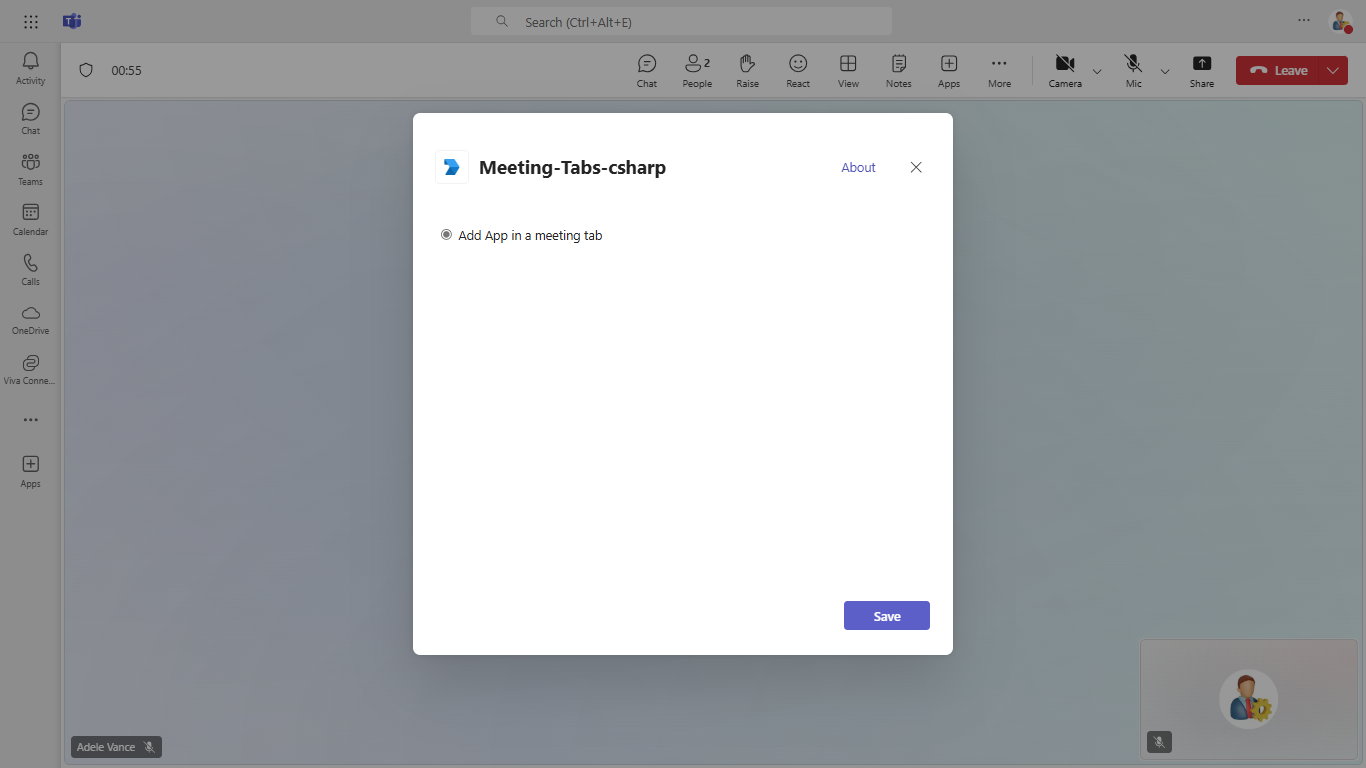 Search (Ctrl+Alt+E)
Activity
Chat
Teams
Calendar
Calls
OneDrive
Viva Conne...
Apps
00:55
Chat
People 2
Raise
React
View
Notes
Apps
More
Camera
Mic
Share
Leave
Meeting-Tabs-csharp
About
Add App in a meeting tab
Save
Adele Vance